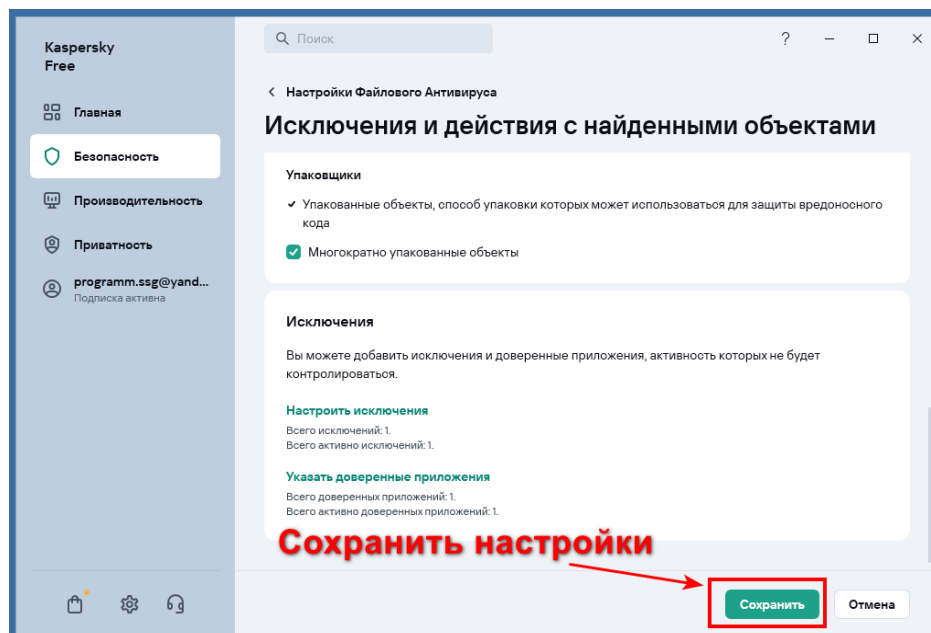 Kaspersky
Free
Поиск
?
Главная
Безопасность
Производительность
Приватность
programm.ssg@yand...
Подписка активна
Настройки Файлового Антивируса
Исключения и действия с найденными объектами
Упаковщики
Упакованные объекты, способ упаковки которых может использоваться для защиты вредоносного
кода
Многократно упакованные объекты
Исключения
Вы можете добавить исключения и доверенные приложения, активность которых не будет
контролироваться.
Настроить исключения
Всего исключений: 1.
Всего активно исключений: 1.
Указать доверенные приложения
Всего доверенных приложений: 1.
Всего активно доверенных приложений: 1.
Сохранить настройки
Сохранить
Отмена